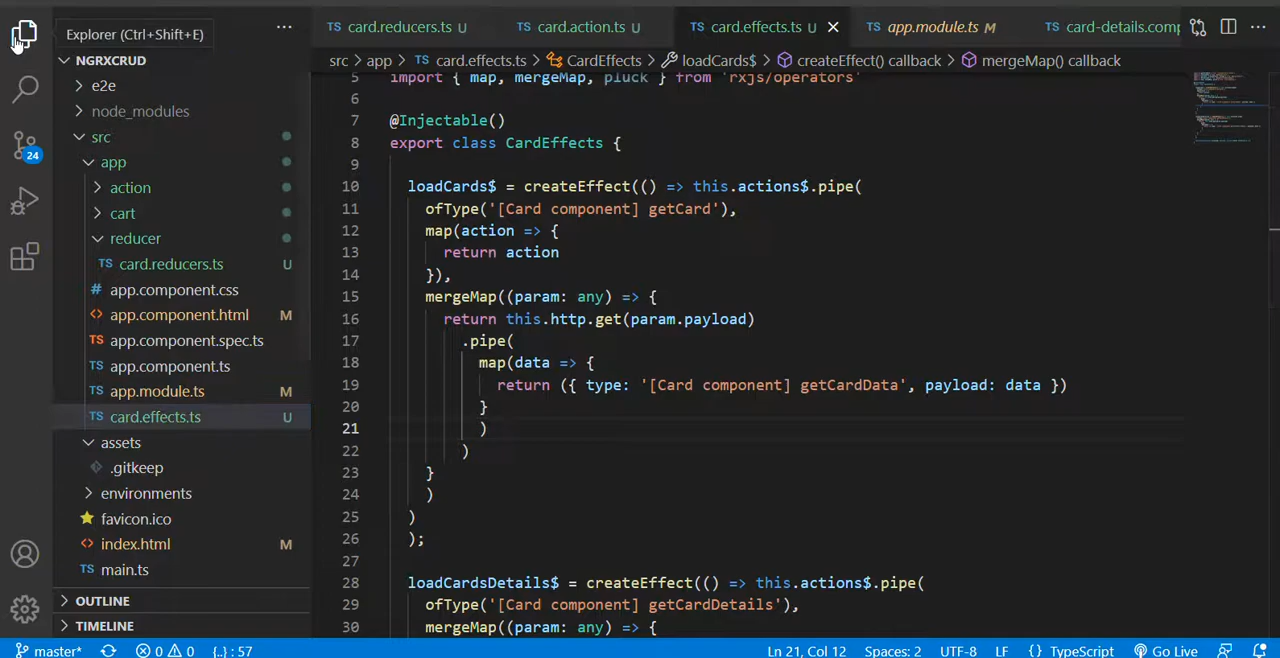 Explorer (Ctrl+Shift+E)
NGRXCRUD
e2e
node_modules
src
app
action
cart
reducer
TS card.reducers.ts U
# app.component.css
<> app.component.html M
TS app.component.spec.ts
TS app.component.ts
TS app.module.ts M
TS card.effects.ts U
assets
.gitkeep
environments
favicon.ico
<> index.html M
TS main.ts
OUTLINE
TIMELINE
24
TS card.reducers.ts U TS card.action.ts U TS card.effects.ts U TS app.module.ts M TS card-details.comp
src > app > TS card.effects.ts > CardEffects > loadCards$ > createEffect() callback > mergeMap() callback
5 import { map, mergeMap, pluck } from 'rxjs/operators'
6
7 @Injectable()
8 export class CardEffects {
9
10 loadCards$ = createEffect(() => this.actions$.pipe(
11 ofType('[Card component] getCard'),
12 map(action => {
13 return action
14 }),
15 mergeMap((param: any) => {
16 return this.http.get(param.payload)
17 .pipe(
18 map(data => {
19 return ({ type: '[Card component] getCardData', payload: data })
20 }
21 )
22 )
23 }
24 )
25 )
26 );
27
28 loadCardsDetails$ = createEffect(() => this.actions$.pipe(
29 ofType('[Card component] getCardDetails'),
30 mergeMap((param: any) => {
master* 0 0 {..} : 57 Ln 21, Col 12 Spaces: 2 UTF-8 LF {} TypeScript Go Live